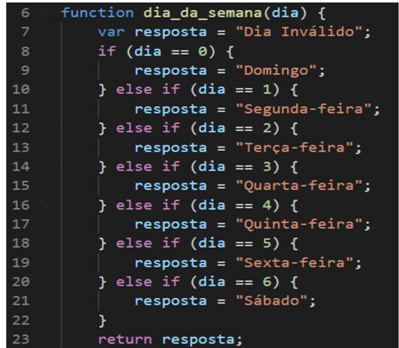 6 function dia_da_semana(dia) {
7 var resposta = "Dia Inválido";
8 if (dia == 0) {
9 resposta = "Domingo";
10 } else if (dia == 1) {
11 resposta = "Segunda-feira";
12 } else if (dia == 2) {
13 resposta = "Terça-feira";
14 } else if (dia == 3) {
15 resposta = "Quarta-feira";
16 } else if (dia == 4) {
17 resposta = "Quinta-feira";
18 } else if (dia == 5) {
19 resposta = "Sexta-feira";
20 } else if (dia == 6) {
21 resposta = "Sábado";
22 }
23 return resposta;